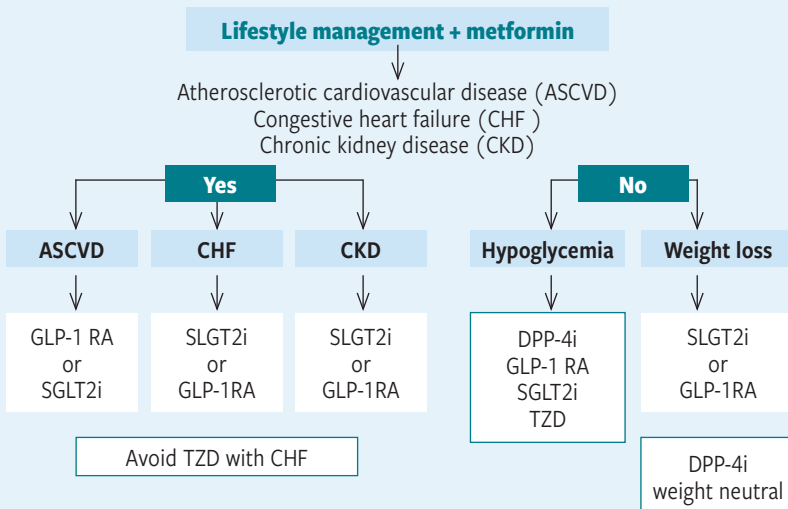 Lifestyle management + metformin
Atherosclerotic cardiovascular disease (ASCVD)
Congestive heart failure (CHF )
Chronic kidney disease (CKD)
Yes
No
ASCVD
CHF
CKD
Hypoglycemia
Weight loss
GLP-1 RA
or
SGLT2i
SLGT2i
or
GLP-1RA
SLGT2i
or
GLP-1RA
DPP-4i
GLP-1 RA
SGLT2i
TZD
SLGT2i
or
GLP-1RA
Avoid TZD with CHF
DPP-4i
weight neutral